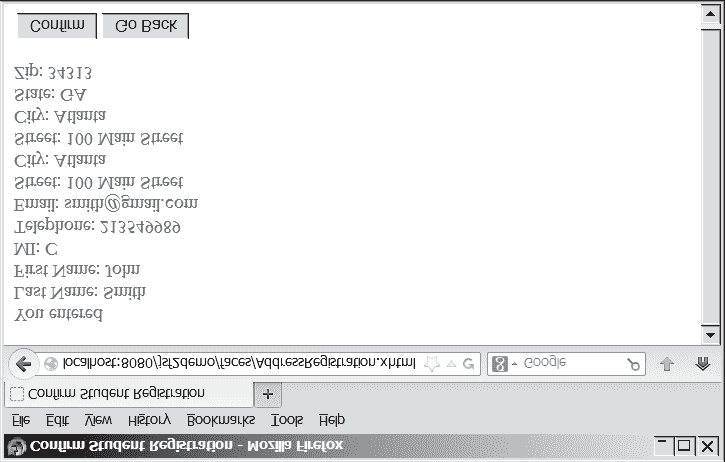 Confirm Student Registration - Mozilla Firefox
File Edit View History Bookmarks Tools Help
Confirm Student Registration +
localhost:8080/jsf2demo/faces/AddressRegistration.xhtml Google
You entered
Last Name: Smith
First Name: John
MI: C
Telephone: 213549989
Email: smith@gmail.com
Street: 100 Main Street
City: Atlanta
Street: 100 Main Street
City: Atlanta
State: GA
Zip: 34313
Confirm Go Back